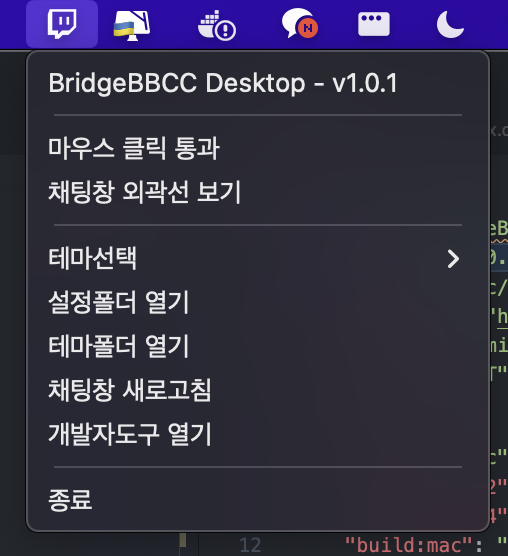 BridgeBBCC Desktop - v1.0.1
마우스 클릭 통과
채팅창 외곽선 보기
테마선택
설정폴더 열기
테마폴더 열기
채팅창 새로고침
개발자도구 열기
종료
12 "build:mac": "